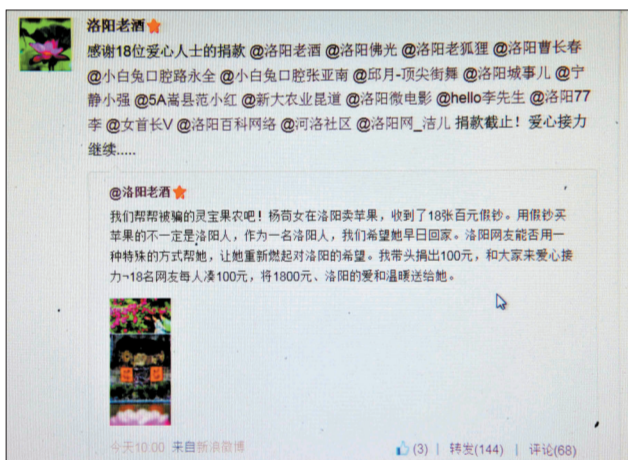 洛阳老酒
感谢18位爱心人士的捐款 @洛阳老酒 @洛阳佛光 @洛阳老狐狸 @洛阳曹长春
@小白兔口腔路永全 @小白兔口腔张亚南 @邱月-顶尖街舞 @洛阳城事儿 @宁
静小强 @5A嵩县范小红 @新大农业昆道 @洛阳微电影 @hello李先生 @洛阳77
李 @女首长V @洛阳百科网络 @河洛社区 @洛阳网_洁儿 捐款截止！爱心接力
继续.....
@洛阳老酒
我们帮帮被骗的灵宝果农吧！杨苟女在洛阳卖苹果，收到了18张百元假钞。用假钞买
苹果的不一定是洛阳人，作为一名洛阳人，我们希望她早日回家。洛阳网友能否用一
种特殊的方式帮她，让她重新燃起对洛阳的希望。我带头捐出100元，和大家来爱心接
力¬18名网友每人凑100元，将1800元、洛阳的爱和温暖送给她。
今天10:00 来自新浪微博 (3) | 转发(144) | 评论(68)